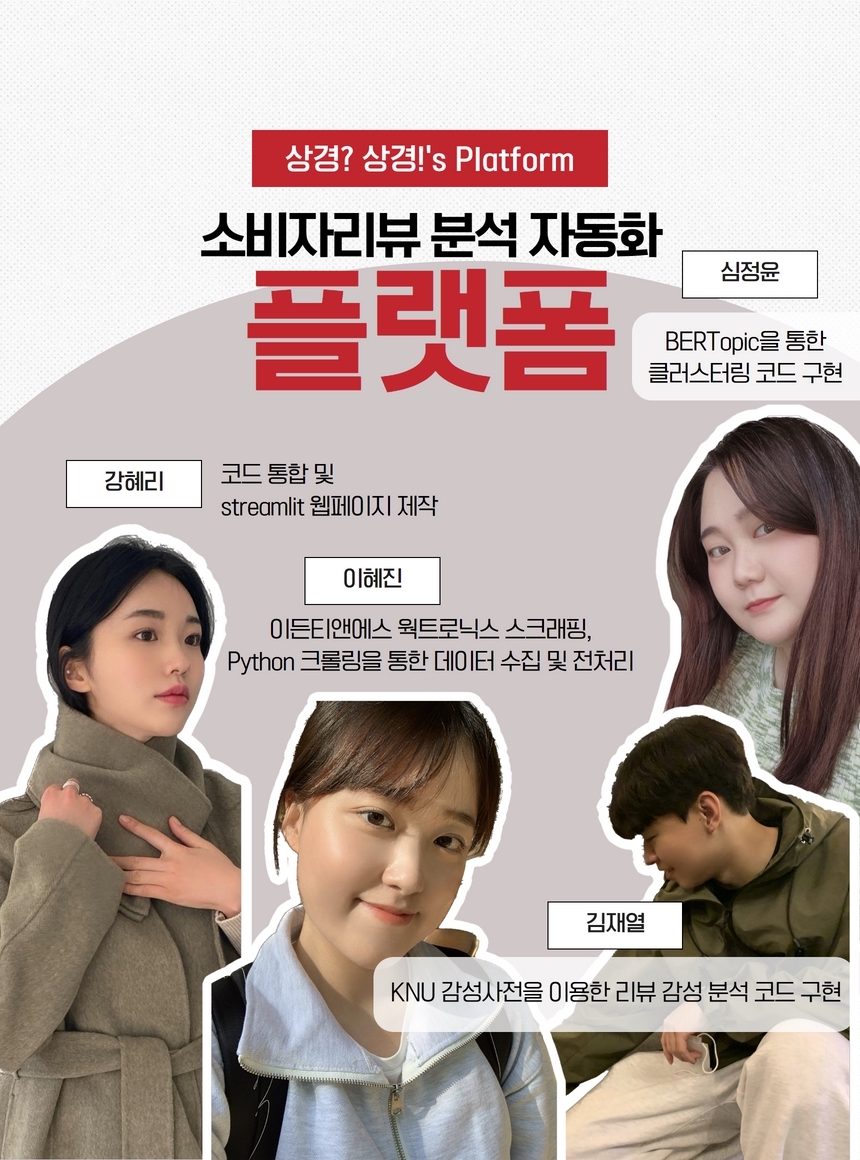 상경? 상경!'s Platform
소비자리뷰 분석 자동화
플랫폼
심정윤
BERTopic을 통한
클러스터링 코드 구현
강혜리
코드 통합 및
streamlit 웹페이지 제작
이혜진
이든티앤에스 웍트로닉스 스크래핑,
Python 크롤링을 통한 데이터 수집 및 전처리
김재열
KNU 감성사전을 이용한 리뷰 감성 분석 코드 구현